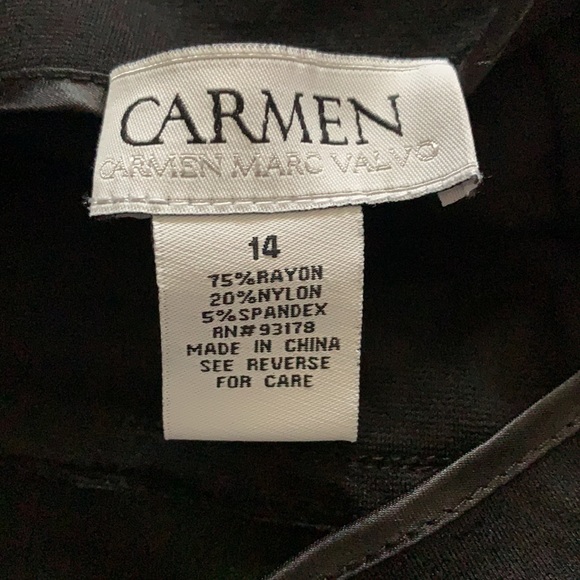 CARMEN
CARMEN MARC VALVO
14
75%RAYON
20%NYLON
5%SPANDEX
RN#93178
MADE IN CHINA
SEE REVERSE
FOR CARE